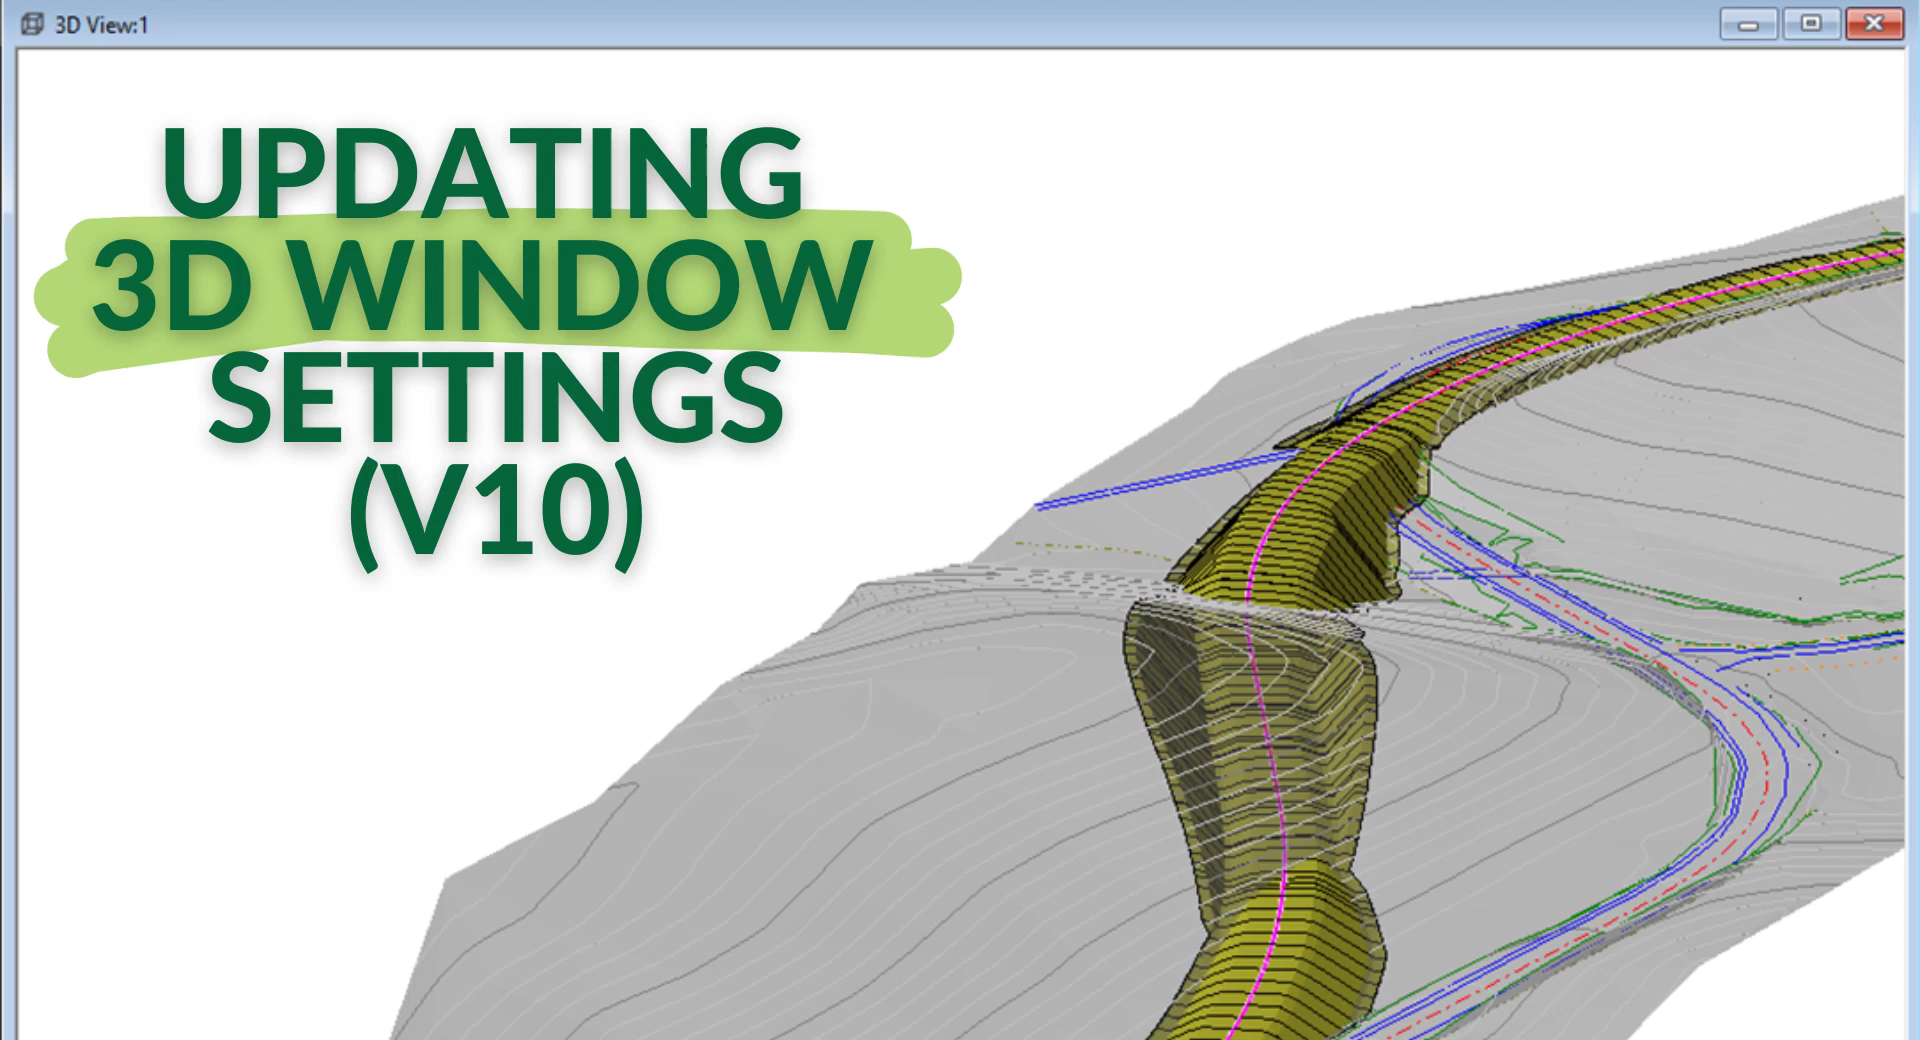 3D View:1
UPDATING
3D WINDOW
SETTINGS
(V10)